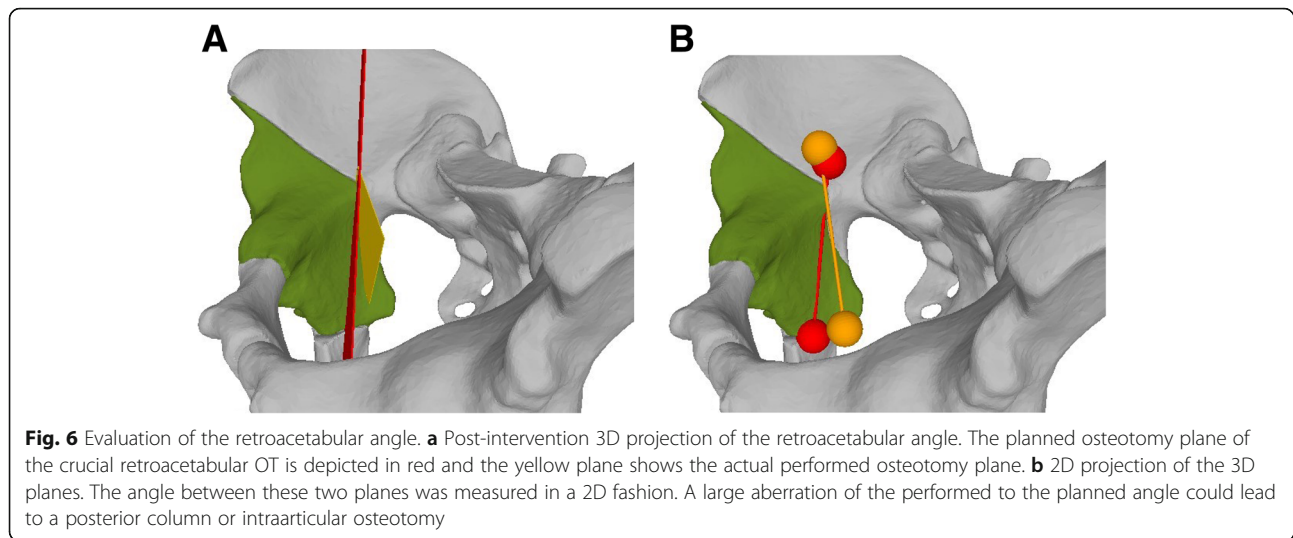 A
B
Fig. 6 Evaluation of the retroacetabular angle. a Post-intervention 3D projection of the retroacetabular angle. The planned osteotomy plane of
the crucial retroacetabular OT is depicted in red and the yellow plane shows the actual performed osteotomy plane. b 2D projection of the 3D
planes. The angle between these two planes was measured in a 2D fashion. A large aberration of the performed to the planned angle could lead
to a posterior column or intraarticular osteotomy